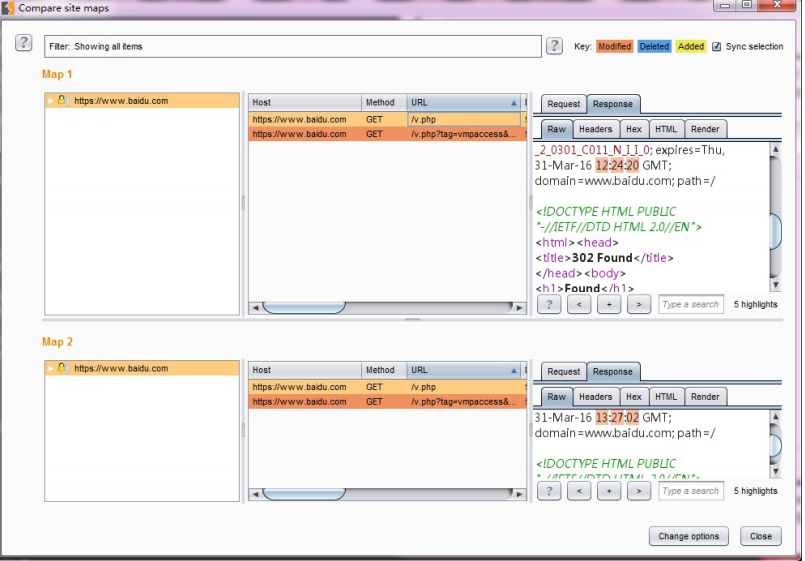 Compare site maps
Filter: Showing all items
Key: Modified Deleted Added Sync selection
Map 1
https://www.baidu.com
Host Method URL
https://www.baidu.com GET /v.php
https://www.baidu.com GET /v.php?tag=vmpaccess&...
Request Response
Raw Headers Hex HTML Render
_2_0301_C011_N_I_I_0; expires=Thu,
31-Mar-16 12:24:20 GMT;
domain=www.baidu.com; path=/
<!DOCTYPE HTML PUBLIC
"-//IETF//DTD HTML 2.0//EN">
<html><head>
<title>302 Found</title>
</head><body>
<h1>Found</h1>
? < + > Type a search 5 highlights
Map 2
https://www.baidu.com
Host Method URL
https://www.baidu.com GET /v.php
https://www.baidu.com GET /v.php?tag=vmpaccess&...
Request Response
Raw Headers Hex HTML Render
31-Mar-16 13:27:02 GMT;
domain=www.baidu.com; path=/
<!DOCTYPE HTML PUBLIC
"-//IETF//DTD HTML 2.0//EN">
? < + > Type a search 5 highlights
Change options Close